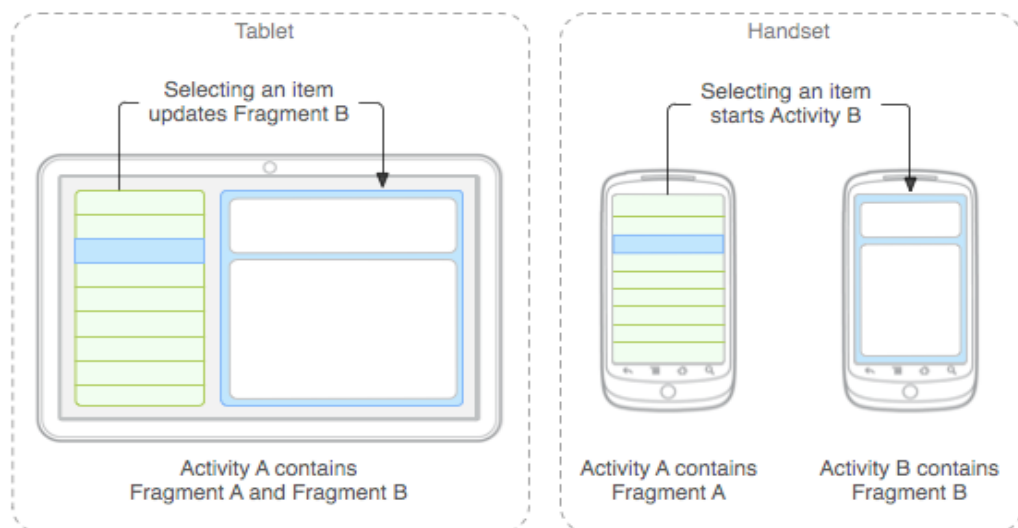 Tablet
Selecting an item
updates Fragment B
Activity A contains
Fragment A and Fragment B
Handset
Selecting an item
starts Activity B
Activity A contains
Fragment A
Activity B contains
Fragment B